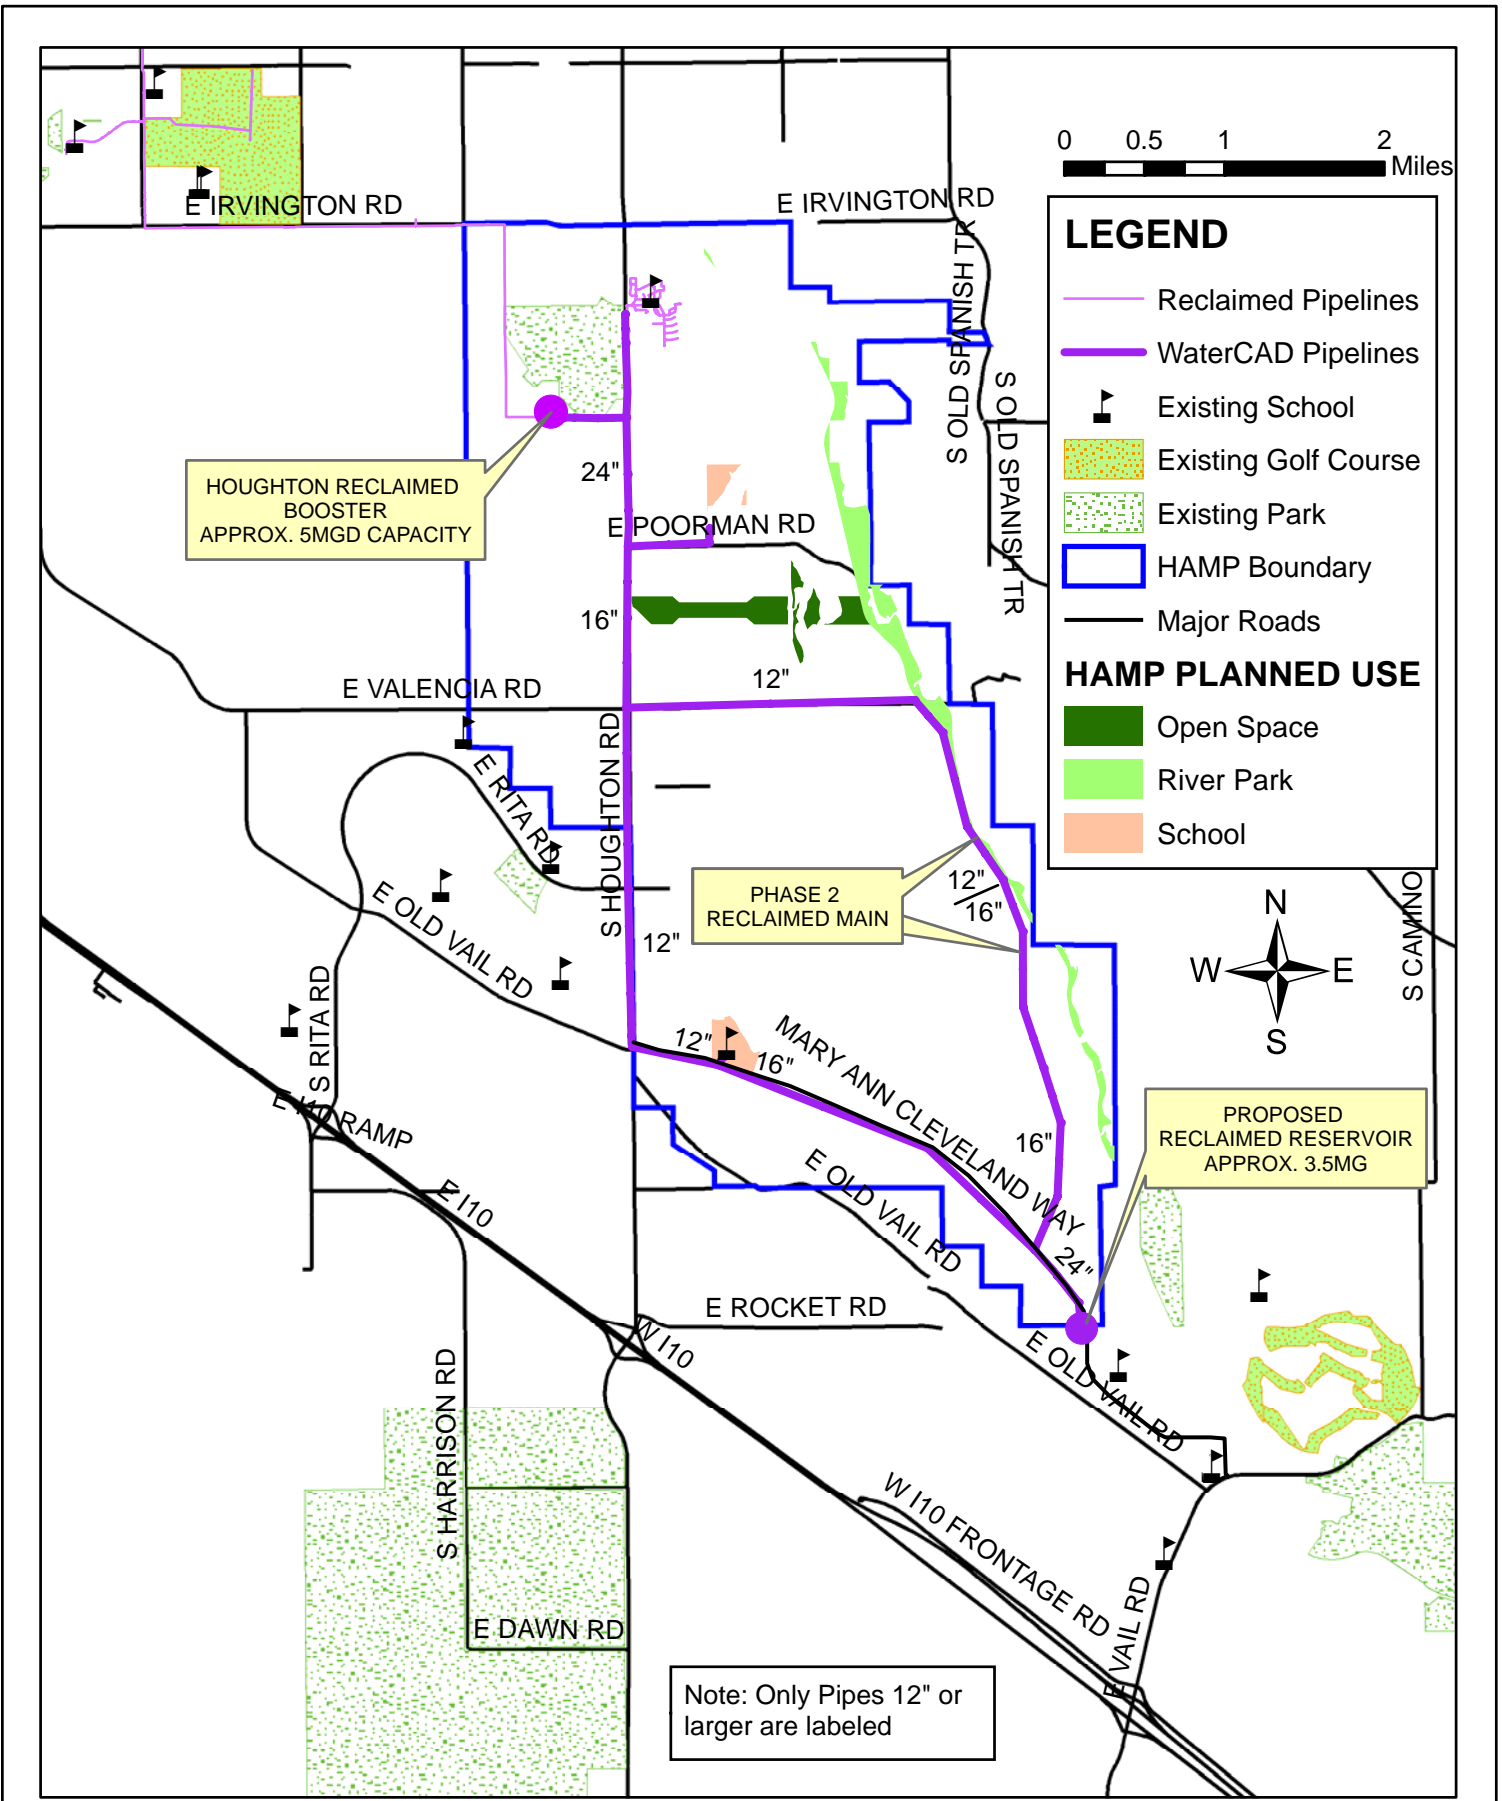 0 0.5 1 2
Miles
E IRVINGTON RD
E IRVINGTON RD
LEGEND
Reclaimed Pipelines
WaterCAD Pipelines
Existing School
Existing Golf Course
Existing Park
HAMP Boundary
Major Roads
HAMP PLANNED USE
Open Space
River Park
School
S OLD SPANISH TR
S OLD SPANISH TR
HOUGHTON RECLAIMED
BOOSTER
APPROX. 5MGD CAPACITY
24"
E POORMAN RD
16"
12"
E VALENCIA RD
S HOUGHTON RD
E RITA RD
PHASE 2
RECLAIMED MAIN
12"
16"
E OLD VAIL RD
12"
S CAMINO
N
W E
S
S RITA RD
12"
16"
MARY ANN CLEVELAND WAY
E I10 RAMP
16"
PROPOSED
RECLAIMED RESERVOIR
APPROX. 3.5MG
E OLD VAIL RD
E I10
24"
E ROCKET RD
W I10
E OLD VAIL RD
S HARRISON RD
W I10 FRONTAGE RD
E DAWN RD
E VAIL RD
Note: Only Pipes 12" or
larger are labeled